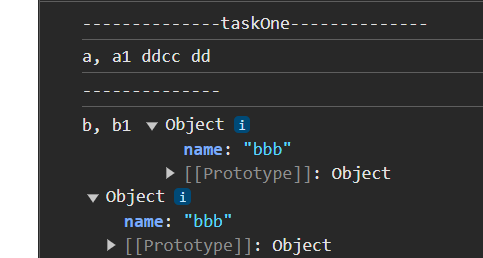 --------------taskOne--------------
a, a1 ddcc dd
--------------
b, b1 ▼ Object i
name: "bbb"
▶ [[Prototype]]: Object
▼ Object i
name: "bbb"
▶ [[Prototype]]: Object